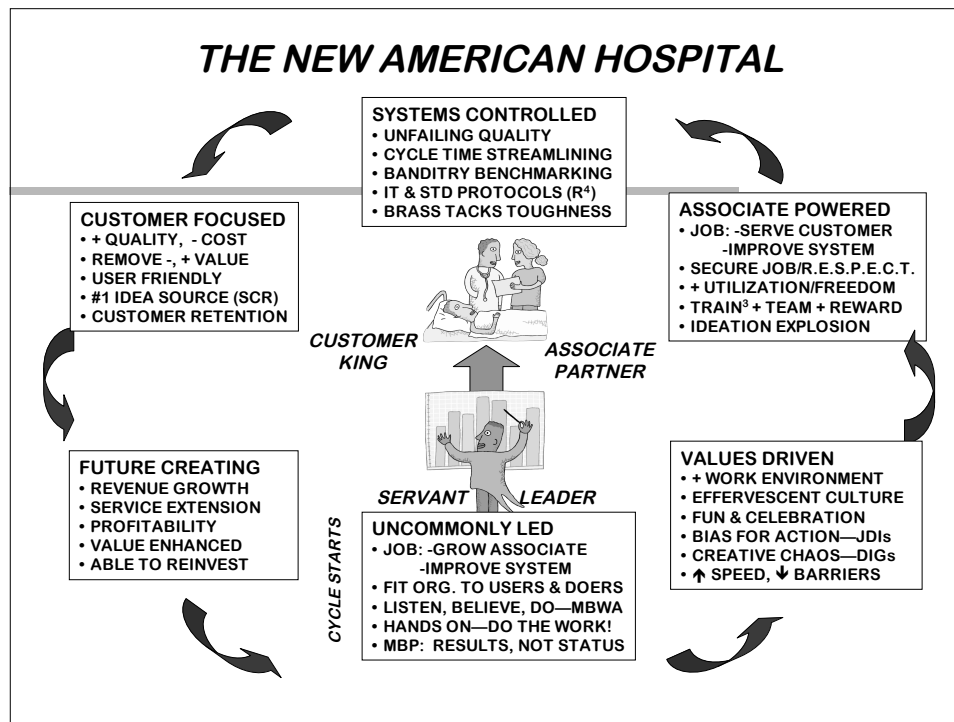 THE NEW AMERICAN HOSPITAL
SYSTEMS CONTROLLED
• UNFAILING QUALITY
• CYCLE TIME STREAMLINING
• BANDITRY BENCHMARKING
• IT & STD PROTOCOLS (R⁴)
• BRASS TACKS TOUGHNESS
CUSTOMER FOCUSED
• + QUALITY, - COST
• REMOVE -, + VALUE
• USER FRIENDLY
• #1 IDEA SOURCE (SCR)
• CUSTOMER RETENTION
ASSOCIATE POWERED
• JOB: -SERVE CUSTOMER
-IMPROVE SYSTEM
• SECURE JOB/R.E.S.P.E.C.T.
• + UTILIZATION/FREEDOM
• TRAIN³ + TEAM + REWARD
• IDEATION EXPLOSION
CUSTOMER
KING
ASSOCIATE
PARTNER
FUTURE CREATING
• REVENUE GROWTH
• SERVICE EXTENSION
• PROFITABILITY
• VALUE ENHANCED
• ABLE TO REINVEST
SERVANT LEADER
CYCLE STARTS
UNCOMMONLY LED
• JOB: -GROW ASSOCIATE
-IMPROVE SYSTEM
• FIT ORG. TO USERS & DOERS
• LISTEN, BELIEVE, DO—MBWA
• HANDS ON—DO THE WORK!
• MBP: RESULTS, NOT STATUS
VALUES DRIVEN
• + WORK ENVIRONMENT
• EFFERVESCENT CULTURE
• FUN & CELEBRATION
• BIAS FOR ACTION—JDIs
• CREATIVE CHAOS—DIGs
• ↑ SPEED, ↓ BARRIERS